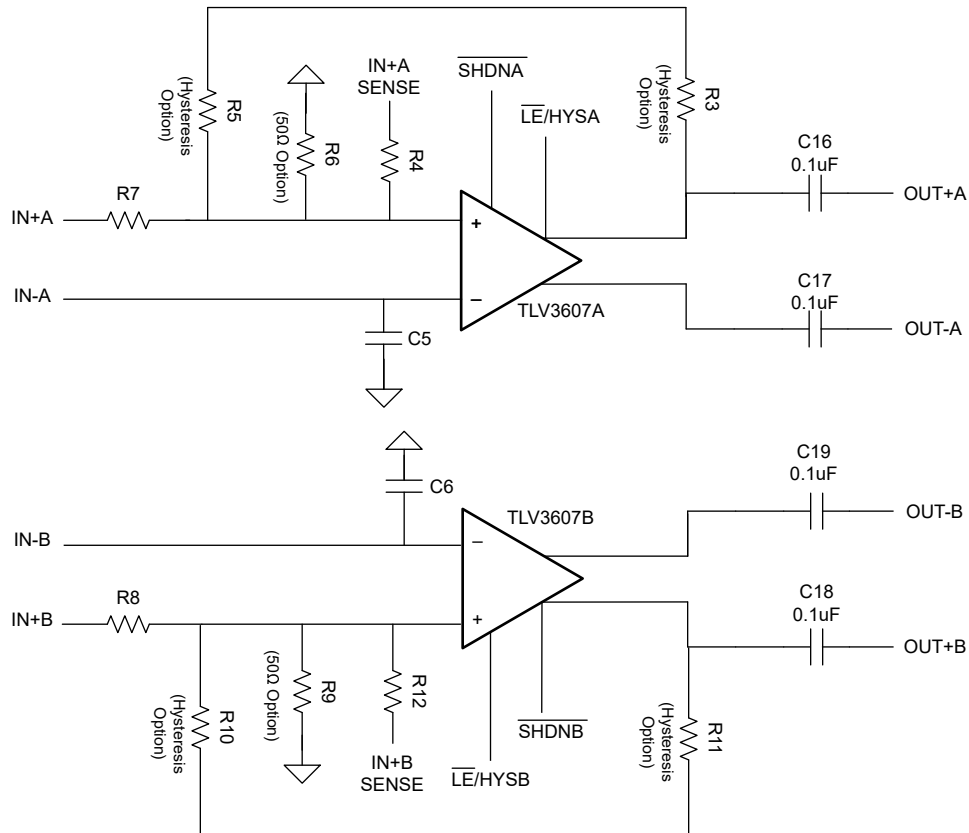 IN+A
SENSE
SHDNA
LE/HYSA
R5
(Hysteresis
Option)
R6
(50Ω Option)
R4
R3
(Hysteresis
Option)
C16
0.1uF
OUT+A
R7
IN+A
+
IN-A
−
TLV3607A
C17
0.1uF
OUT-A
C5
C19
0.1uF
C6
TLV3607B
OUT-B
IN-B
−
R8
C18
0.1uF
IN+B
+
OUT+B
R10
(Hysteresis
Option)
R9
(50Ω Option)
R12
SHDNB
R11
(Hysteresis
Option)
IN+B
SENSE
LE/HYSB